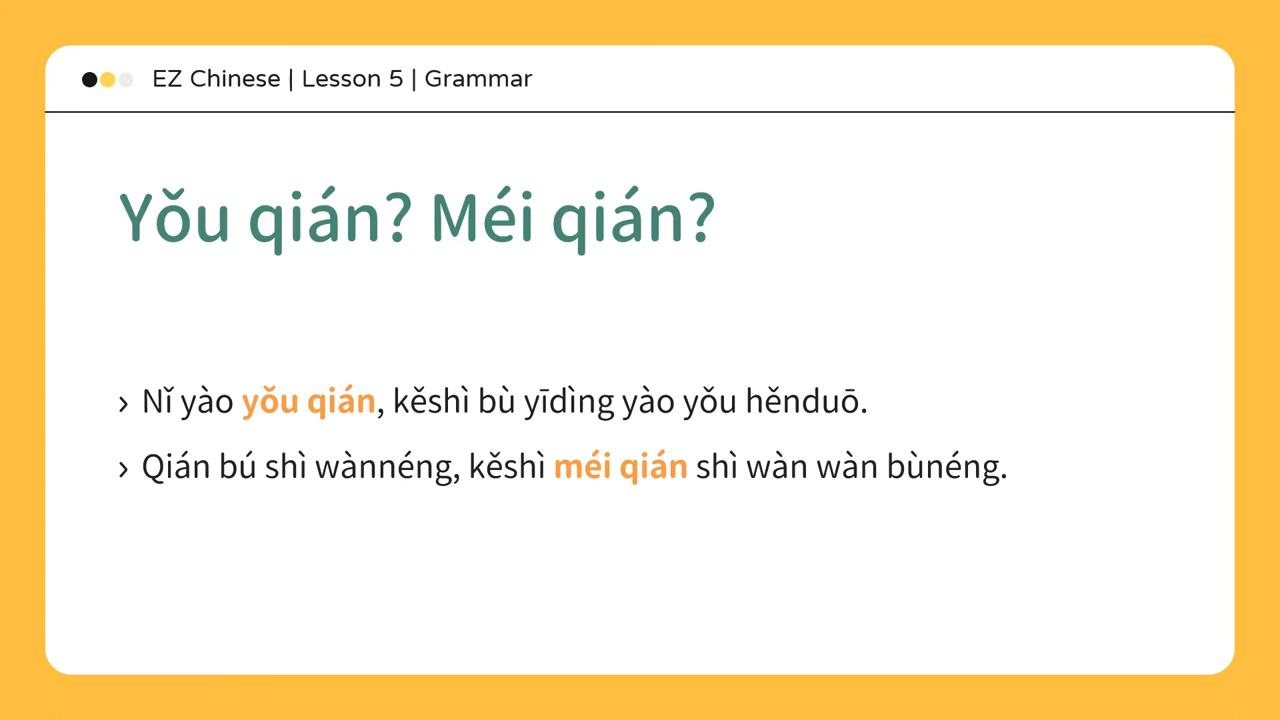 EZ Chinese | Lesson 5 | Grammar
Yǒu qián? Méi qián?
› Nǐ yào yǒu qián, kěshì bù yīdìng yào yǒu hěnduō.
› Qián bú shì wànnéng, kěshì méi qián shì wàn wàn bùnéng.